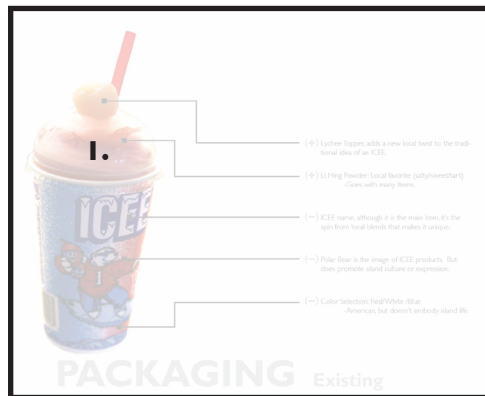 1.
(+) Lychee Topper, adds a new local twist to the tradi-
tional idea of an ICEE.
(+) Li Hing Powder: Local favorite (salty/sweet/tart)
-Goes with many items
ICEE
(−) ICEE name, although it is the main item, it's the
spin from local blends that makes it unique.
(−) Polar Bear is the image of ICEE products. But
does promote island culture or expression.
I
(−) Color Selection: Red/White /Blue
-American, but doesn't embody island life.
PACKAGING Existing